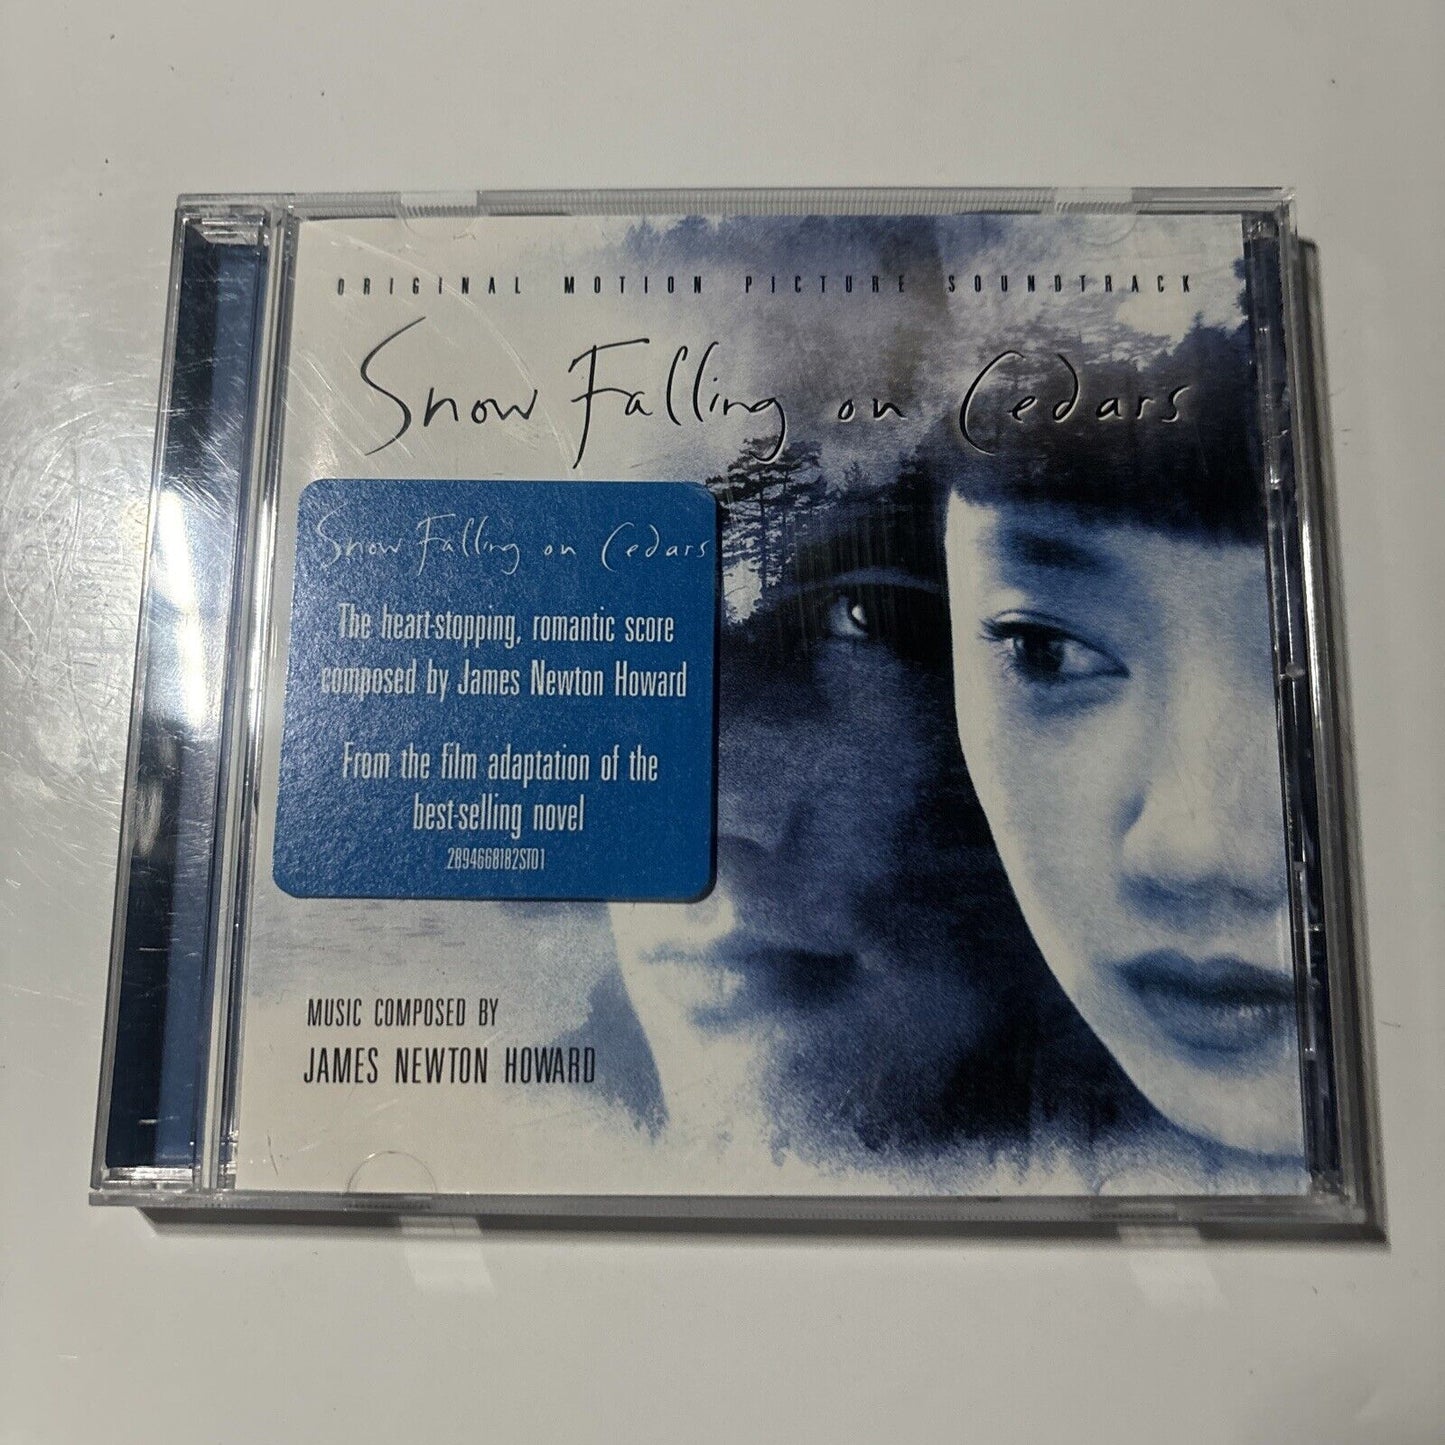 ORIGINAL MOTION PICTURE SOUNDTRACK
Snow Falling on Cedars
Snow Falling on Cedars
The heart-stopping, romantic score
composed by James Newton Howard
From the film adaptation of the
best-selling novel
2894668182ST01
MUSIC COMPOSED BY
JAMES NEWTON HOWARD